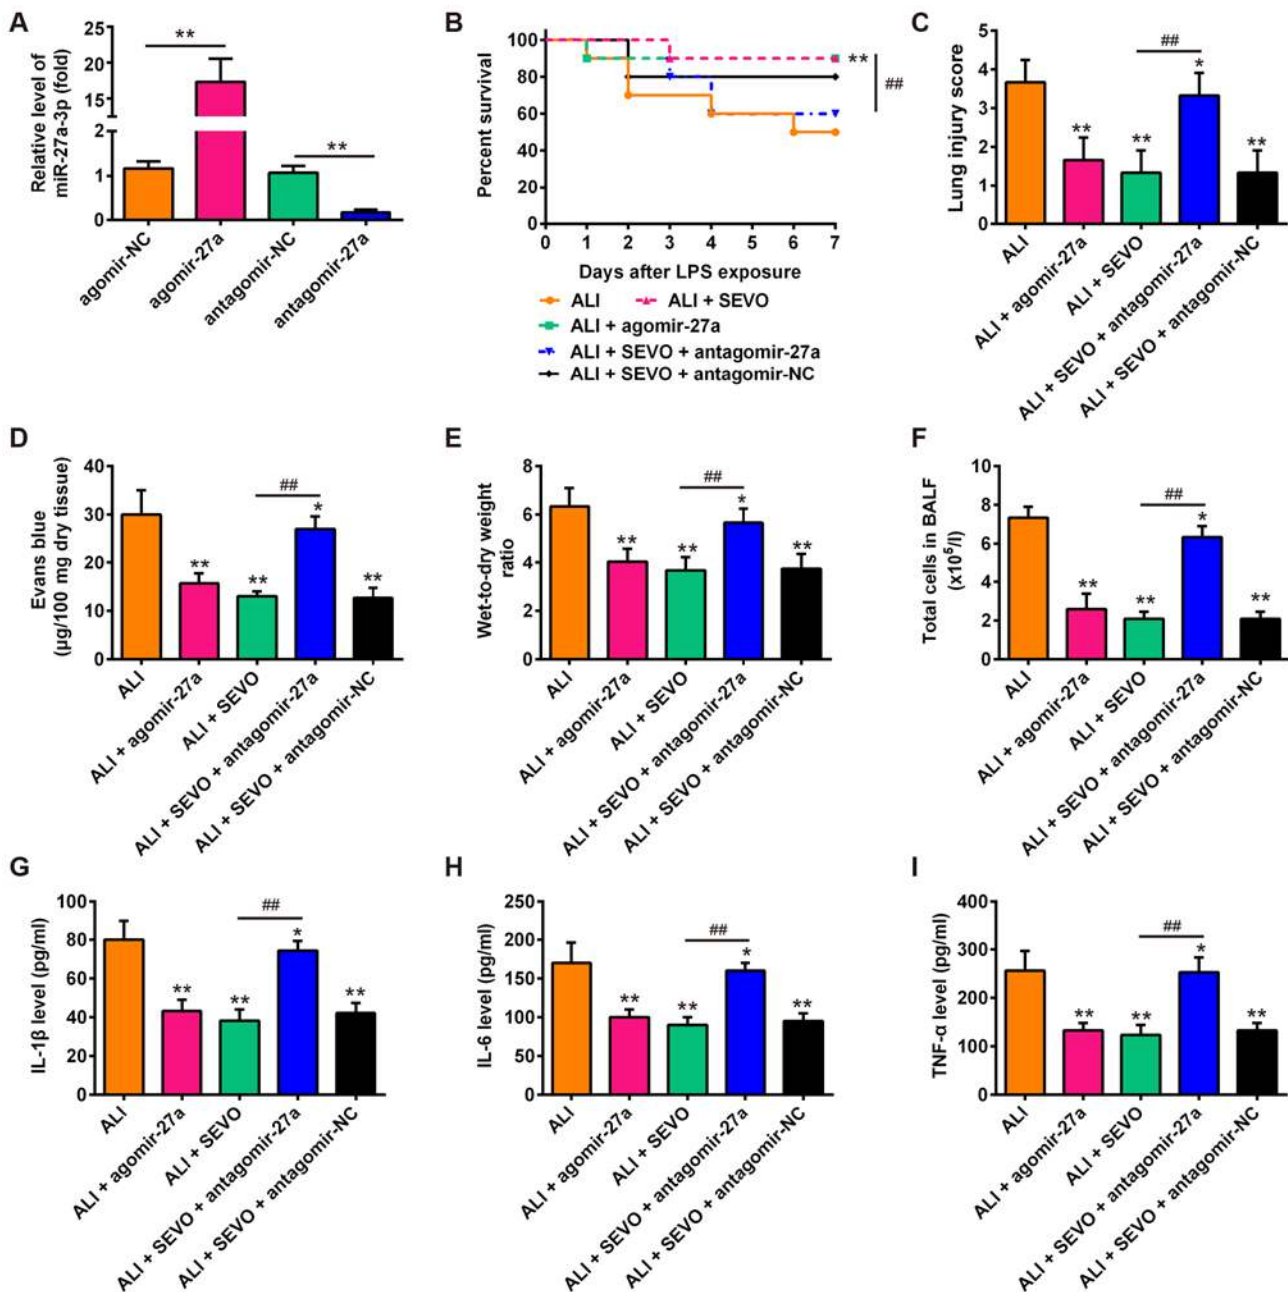 A
Relative level of
miR-27a-3p (fold)
25
20
15
2
1
0
**
**
agomir-NC
agomir-27a
antagomir-NC
antagomir-27a
B
Percent survival
100
80
60
40
20
0
0 1 2 3 4 5 6 7
Days after LPS exposure
**
##
ALI
ALI + SEVO
ALI + agomir-27a
ALI + SEVO + antagomir-27a
ALI + SEVO + antagomir-NC
C
Lung injury score
5
4
3
2
1
0
**
**
##
*
**
ALI
ALI + agomir-27a
ALI + SEVO
ALI + SEVO + antagomir-27a
ALI + SEVO + antagomir-NC
D
Evans blue
(µg/100 mg dry tissue)
40
30
20
10
0
**
**
##
*
**
ALI
ALI + agomir-27a
ALI + SEVO
ALI + SEVO + antagomir-27a
ALI + SEVO + antagomir-NC
E
Wet-to-dry weight
ratio
8
6
4
2
0
**
**
##
*
**
ALI
ALI + agomir-27a
ALI + SEVO
ALI + SEVO + antagomir-27a
ALI + SEVO + antagomir-NC
F
Total cells in BALF
10
8
6
4
2
0
**
**
##
*
**
ALI
ALI + agomir-27a
ALI + SEVO
ALI + SEVO + antagomir-27a
ALI + SEVO + antagomir-NC
G
IL-1β level (pg/ml)
100
80
60
40
20
0
**
**
##
*
**
ALI
ALI + agomir-27a
ALI + SEVO
ALI + SEVO + antagomir-27a
ALI + SEVO + antagomir-NC
H
IL-6 level (pg/ml)
250
200
150
100
50
0
**
**
##
*
**
ALI
ALI + agomir-27a
ALI + SEVO
ALI + SEVO + antagomir-27a
ALI + SEVO + antagomir-NC
I
TNF-α level (pg/ml)
400
300
200
100
0
**
**
##
*
**
ALI
ALI + agomir-27a
ALI + SEVO
ALI + SEVO + antagomir-27a
ALI + SEVO + antagomir-NC